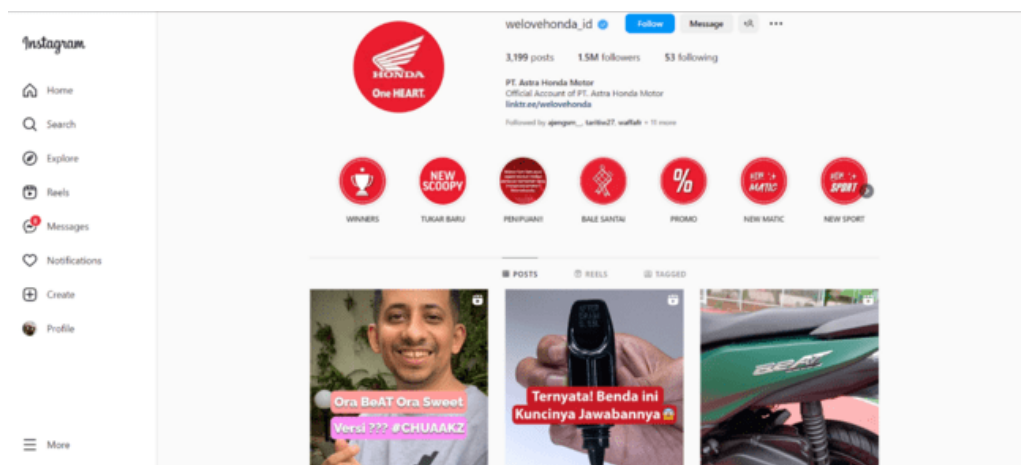 Instagram
Home
Search
Explore
Reels
Messages
Notifications
Create
Profile
More
HONDA
One HEART.
welovehonda_id
Follow
Message
3,199 posts 1.5M followers 53 following
PT. Astra Honda Motor
Official Account of PT. Astra Honda Motor
linktr.ee/welovehonda
Followed by + 11 more
NEW
SCOOPY
%
MATIC
SPORT
WINNERS
TUKAR BARU
PENIPUAN!!
BALE SANTAI
PROMO
NEW MATIC
NEW SPORT
POSTS
REELS
TAGGED
Ora BeAT Ora Sweet
Versi ??? #CHUAAKZ
Ternyata! Benda ini
Kuncinya Jawabannya
BEAT